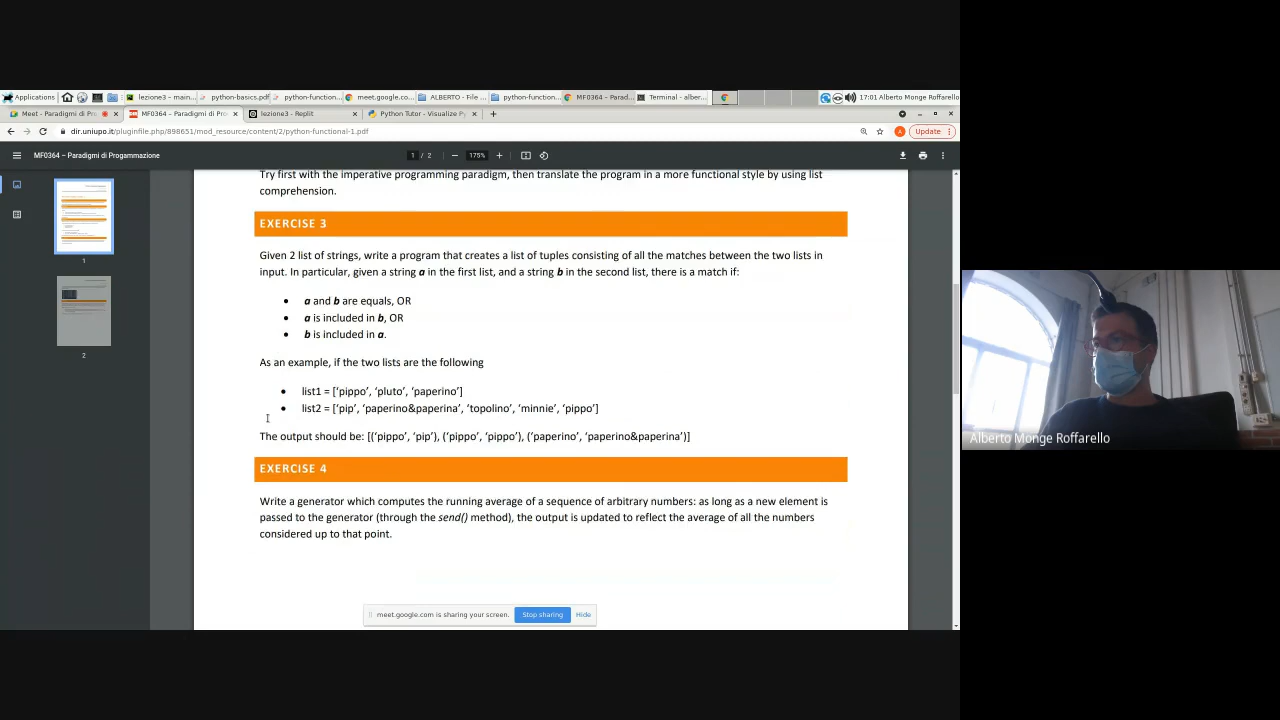 Applications
lezione3 – main...
python-basics.pdf
python-function...
meet.google.co...
ALBERTO - File ...
python-function...
MF0364 – Parad...
Terminal - alber...
17:01 Alberto Monge Roffarello
Meet - Paradigmi di Pr
MF0364 – Paradigmi di Pro
lezione3 - Replit
Python Tutor - Visualize Py
dir.uniupo.it/pluginfile.php/898651/mod_resource/content/2/python-functional-1.pdf
Update
MF0364 – Paradigmi di Progammazione
1 / 2
175%
1
2
Try first with the imperative programming paradigm, then translate the program in a more functional style by using list
comprehension.
EXERCISE 3
Given 2 list of strings, write a program that creates a list of tuples consisting of all the matches between the two lists in
input. In particular, given a string a in the first list, and a string b in the second list, there is a match if:
• a and b are equals, OR
• a is included in b, OR
• b is included in a.
As an example, if the two lists are the following
• list1 = [‘pippo’, ‘pluto’, ‘paperino’]
• list2 = [‘pip’, ‘paperino&paperina’, ‘topolino’, ‘minnie’, ‘pippo’]
The output should be: [(‘pippo’, ‘pip’), (‘pippo’, ‘pippo’), (‘paperino’, ‘paperino&paperina’)]
EXERCISE 4
Write a generator which computes the running average of a sequence of arbitrary numbers: as long as a new element is
passed to the generator (through the send() method), the output is updated to reflect the average of all the numbers
considered up to that point.
meet.google.com is sharing your screen.
Stop sharing
Hide
Alberto Monge Roffarello